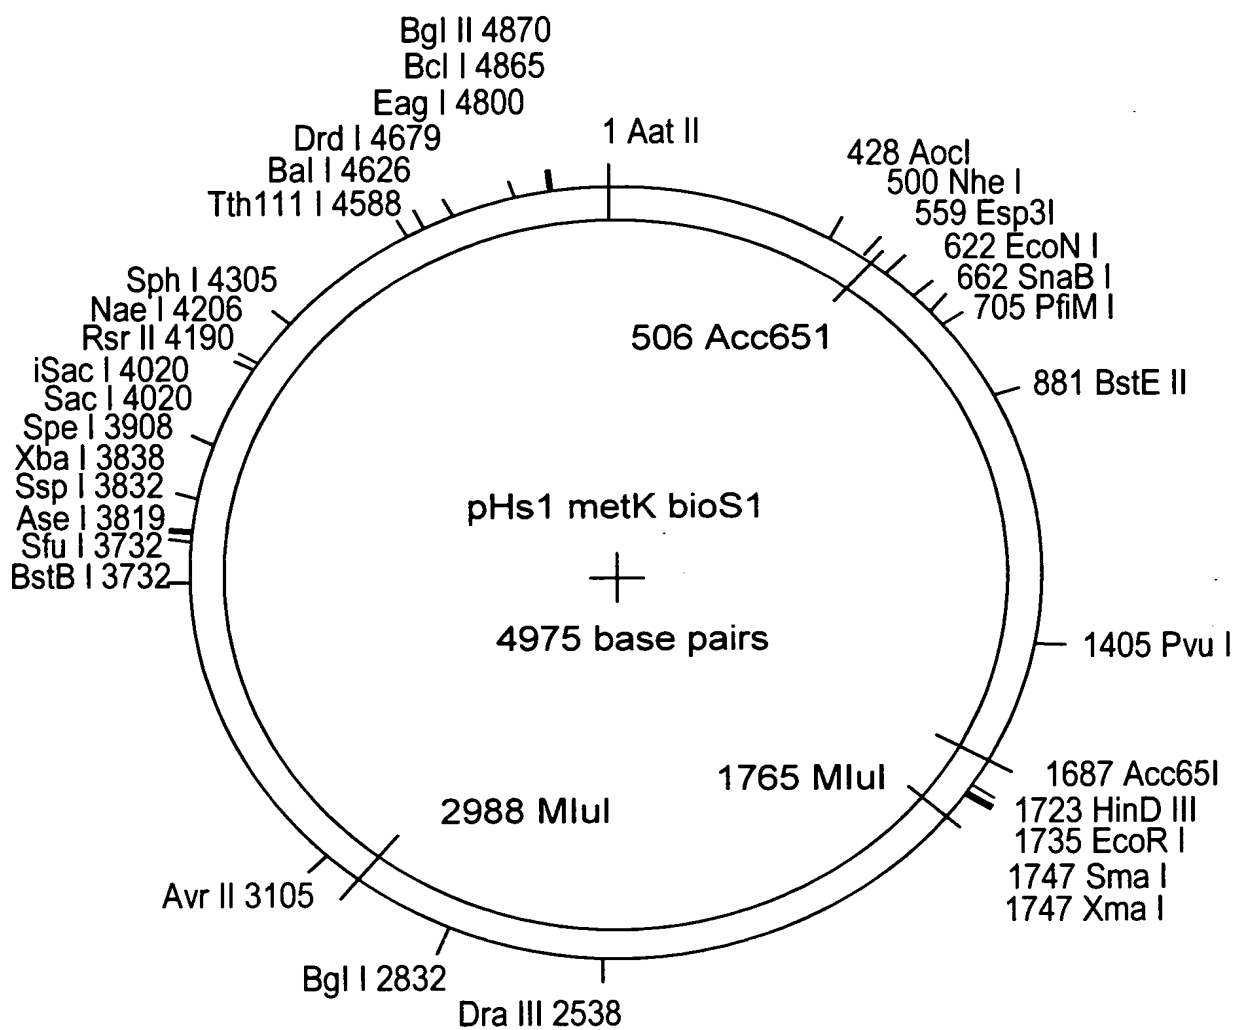 Bgl II 4870
Bcl I 4865
Eag I 4800
Drd I 4679
Bal I 4626
Tth111 I 4588
1 Aat II
428 AocI
500 Nhe I
559 Esp3I
622 EcoN I
662 SnaB I
705 PflM I
506 Acc651
881 BstE II
Sph I 4305
Nae I 4206
Rsr II 4190
iSac I 4020
Sac I 4020
Spe I 3908
Xba I 3838
Ssp I 3832
Ase I 3819
Sfu I 3732
BstB I 3732
pHs1 metK bioS1
4975 base pairs
1405 Pvu I
1687 Acc65I
1765 MluI
1723 HinD III
1735 EcoR I
1747 Sma I
1747 Xma I
2988 MluI
Avr II 3105
Bgl I 2832
Dra III 2538